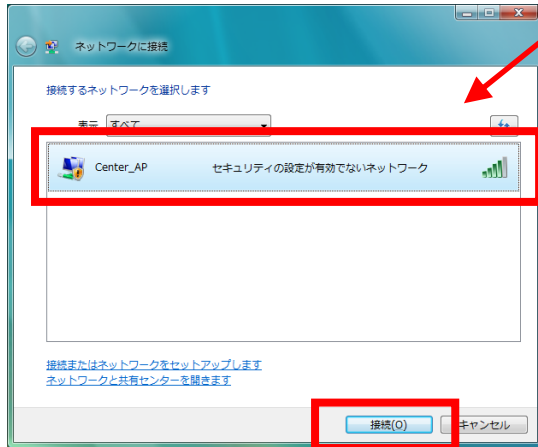 ネットワークに接続
接続するネットワークを選択します
表示 すべて
Center_AP セキュリティの設定が有効でないネットワーク
接続またはネットワークをセットアップします
ネットワークと共有センターを開きます
接続(O) キャンセル